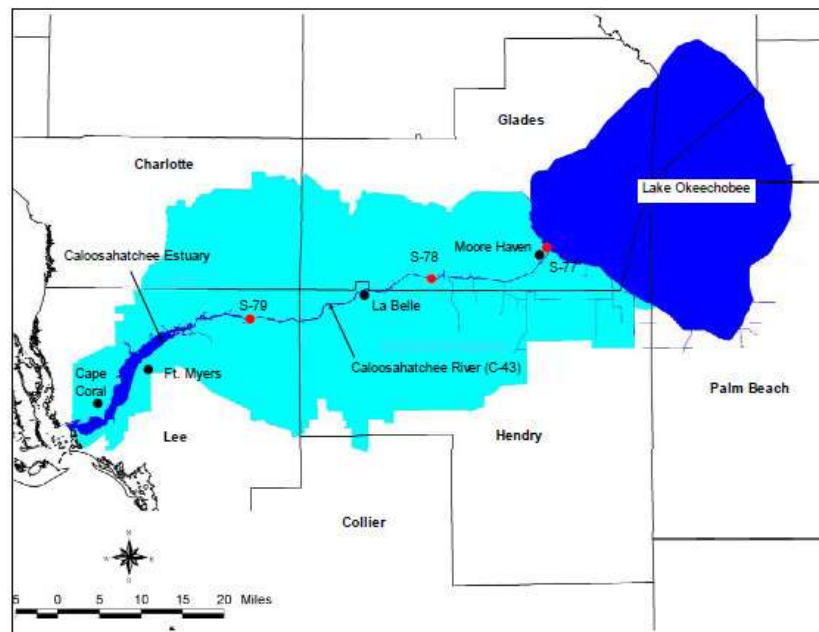 Glades
Charlotte
Lake Okeechobee
Caloosahatchee Estuary
Moore Haven
S-78
S-77
S-79
La Belle
Cape
Coral
Ft. Myers
Caloosahatchee River (C-43)
Palm Beach
Lee
Hendry
Collier
N
W
E
S
5 0 5 10 15 20 Miles